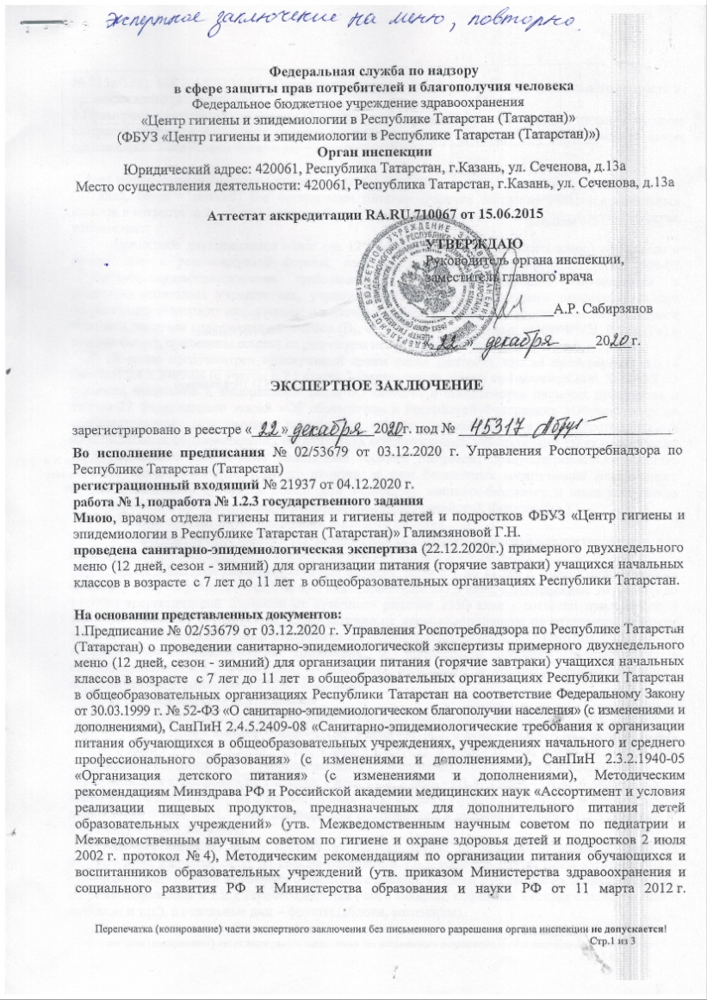 Экспертное заключение на меню, повторно.
Федеральная служба по надзору
в сфере защиты прав потребителей и благополучия человека
Федеральное бюджетное учреждение здравоохранения
«Центр гигиены и эпидемиологии в Республике Татарстан (Татарстан)»
(ФБУЗ «Центр гигиены и эпидемиологии в Республике Татарстан (Татарстан)»)
Орган инспекции
Юридический адрес: 420061, Республика Татарстан, г.Казань, ул. Сеченова, д.13а
Место осуществления деятельности: 420061, Республика Татарстан, г.Казань, ул. Сеченова, д.13а
Аттестат аккредитации RA.RU.710067 от 15.06.2015
УТВЕРЖДАЮ
Руководитель органа инспекции,
заместитель главного врача
А.Р. Сабирзянов
« 22 » декабря 2020 г.
ЭКСПЕРТНОЕ ЗАКЛЮЧЕНИЕ
зарегистрировано в реестре « 22 » декабря 2020г. под № 45317
Во исполнение предписания № 02/53679 от 03.12.2020 г. Управления Роспотребнадзора по
Республике Татарстан (Татарстан)
регистрационный входящий № 21937 от 04.12.2020 г.
работа № 1, подработа № 1.2.3 государственного задания
Мною, врачом отдела гигиены питания и гигиены детей и подростков ФБУЗ «Центр гигиены и
эпидемиологии в Республике Татарстан (Татарстан)» Галимзяновой Г.Н.
проведена санитарно-эпидемиологическая экспертиза (22.12.2020г.) примерного двухнедельного
меню (12 дней, сезон - зимний) для организации питания (горячие завтраки) учащихся начальных
классов в возрасте с 7 лет до 11 лет в общеобразовательных организациях Республики Татарстан.
На основании представленных документов:
1.Предписание № 02/53679 от 03.12.2020 г. Управления Роспотребнадзора по Республике Татарстан
(Татарстан) о проведении санитарно-эпидемиологической экспертизы примерного двухнедельного
меню (12 дней, сезон - зимний) для организации питания (горячие завтраки) учащихся начальных
классов в возрасте с 7 лет до 11 лет в общеобразовательных организациях Республики Татарстан
в общеобразовательных организациях Республики Татарстан на соответствие Федеральному Закону
от 30.03.1999 г. № 52-ФЗ «О санитарно-эпидемиологическом благополучии населения» (с изменениями и
дополнениями), СанПиН 2.4.5.2409-08 «Санитарно-эпидемиологические требования к организации
питания обучающихся в общеобразовательных учреждениях, учреждениях начального и среднего
профессионального образования» (с изменениями и дополнениями), СанПиН 2.3.2.1940-05
«Организация детского питания» (с изменениями и дополнениями), Методическим
рекомендациям Минздрава РФ и Российской академии медицинских наук «Ассортимент и условия
реализации пищевых продуктов, предназначенных для дополнительного питания детей
образовательных учреждений» (утв. Межведомственным научным советом по педиатрии и
Межведомственным научным советом по гигиене и охране здоровья детей и подростков 2 июля
2002 г. протокол № 4), Методическим рекомендациям по организации питания обучающихся и
воспитанников образовательных учреждений (утв. приказом Министерства здравоохранения и
социального развития РФ и Министерства образования и науки РФ от 11 марта 2012 г.
Перепечатка (копирование) части экспертного заключения без письменного разрешения органа инспекции не допускается!
Стр.1 из 3